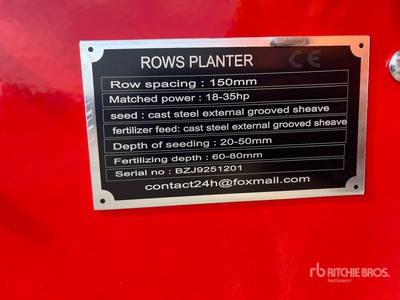 ROWS PLANTER CE
Row spacing : 150mm
Matched power : 18-35hp
seed : cast steel external grooved sheave
fertilizer feed: cast steel external grooved sheave
Depth of seeding : 20-50mm
Fertilizing depth : 60-80mm
Serial no : BZJ9251201
contact24h@foxmail.com
rb RITCHIE BROS.
Auctioneers